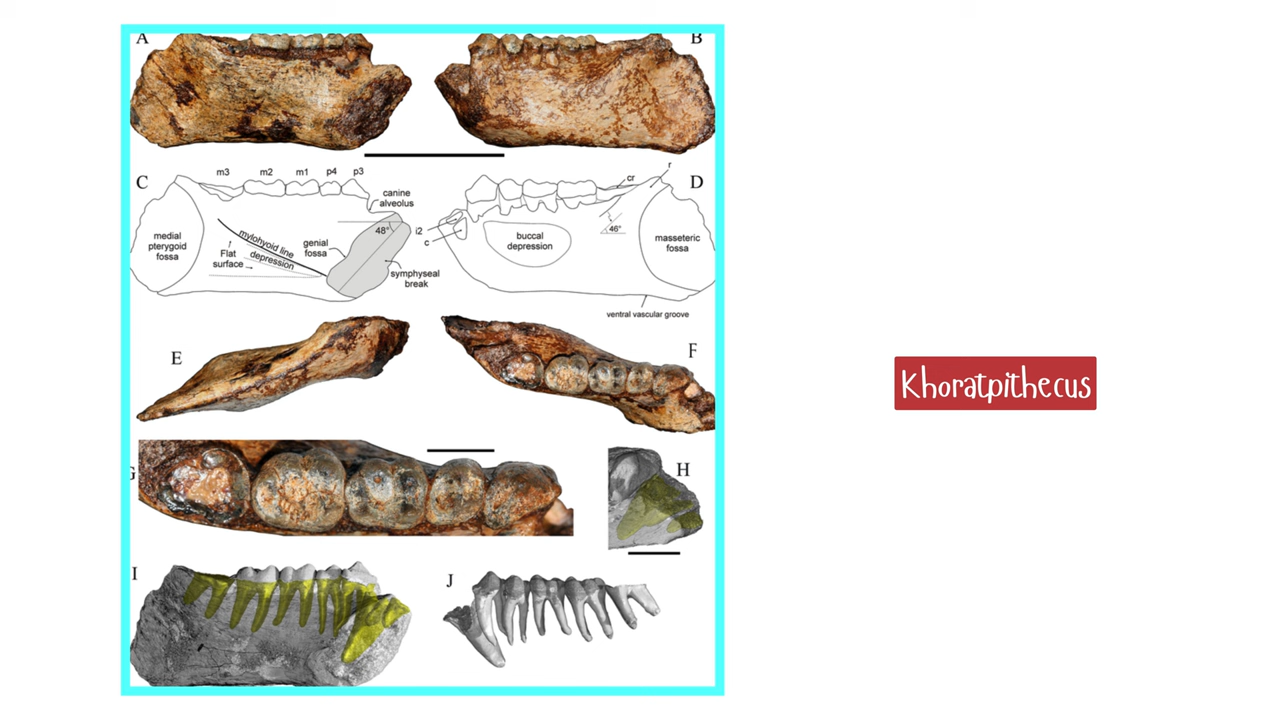 A
B
C
m3
m2
m1
p4
p3
canine
alveolus
48°
medial
pterygoid
fossa
Flat
surface
mylohyoid line
depression
genial
fossa
symphyseal
break
D
r
cr
i2
c
46°
buccal
depression
masseteric
fossa
ventral vascular groove
E
F
G
H
I
J
Khoratpithecus